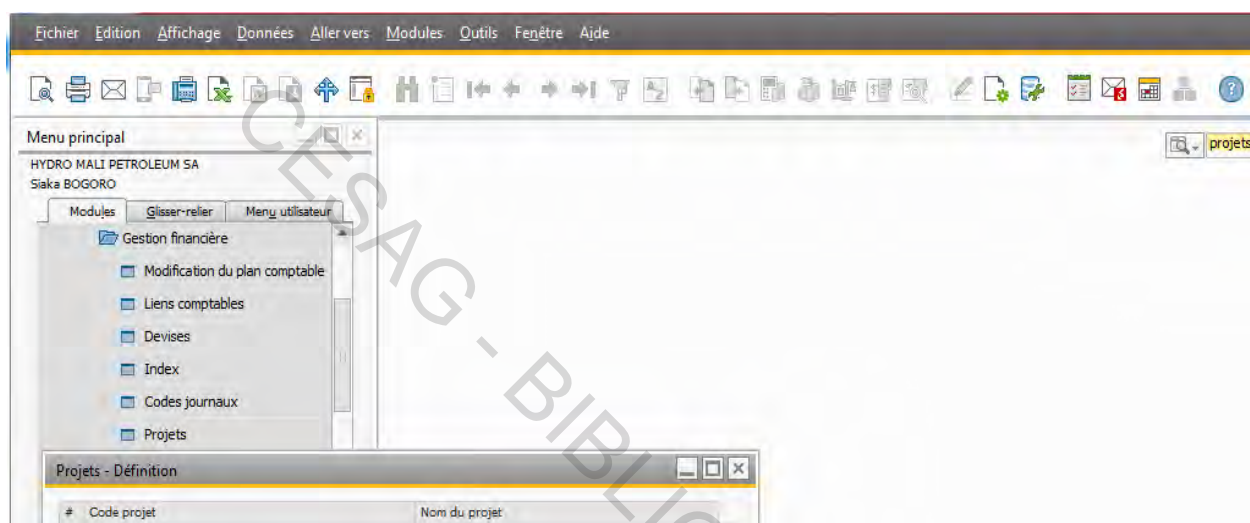 Fichier Edition Affichage Données Aller vers Modules Outils Fenêtre Aide
Menu principal
projets
HYDRO MALI PETROLEUM SA
Siaka BOGORO
Modules Glisser-relier Menu utilisateur
Gestion financière
Modification du plan comptable
Liens comptables
Devises
Index
Codes journaux
Projets
Projets - Définition
# Code projet Nom du projet
CESAG - BIBLIO